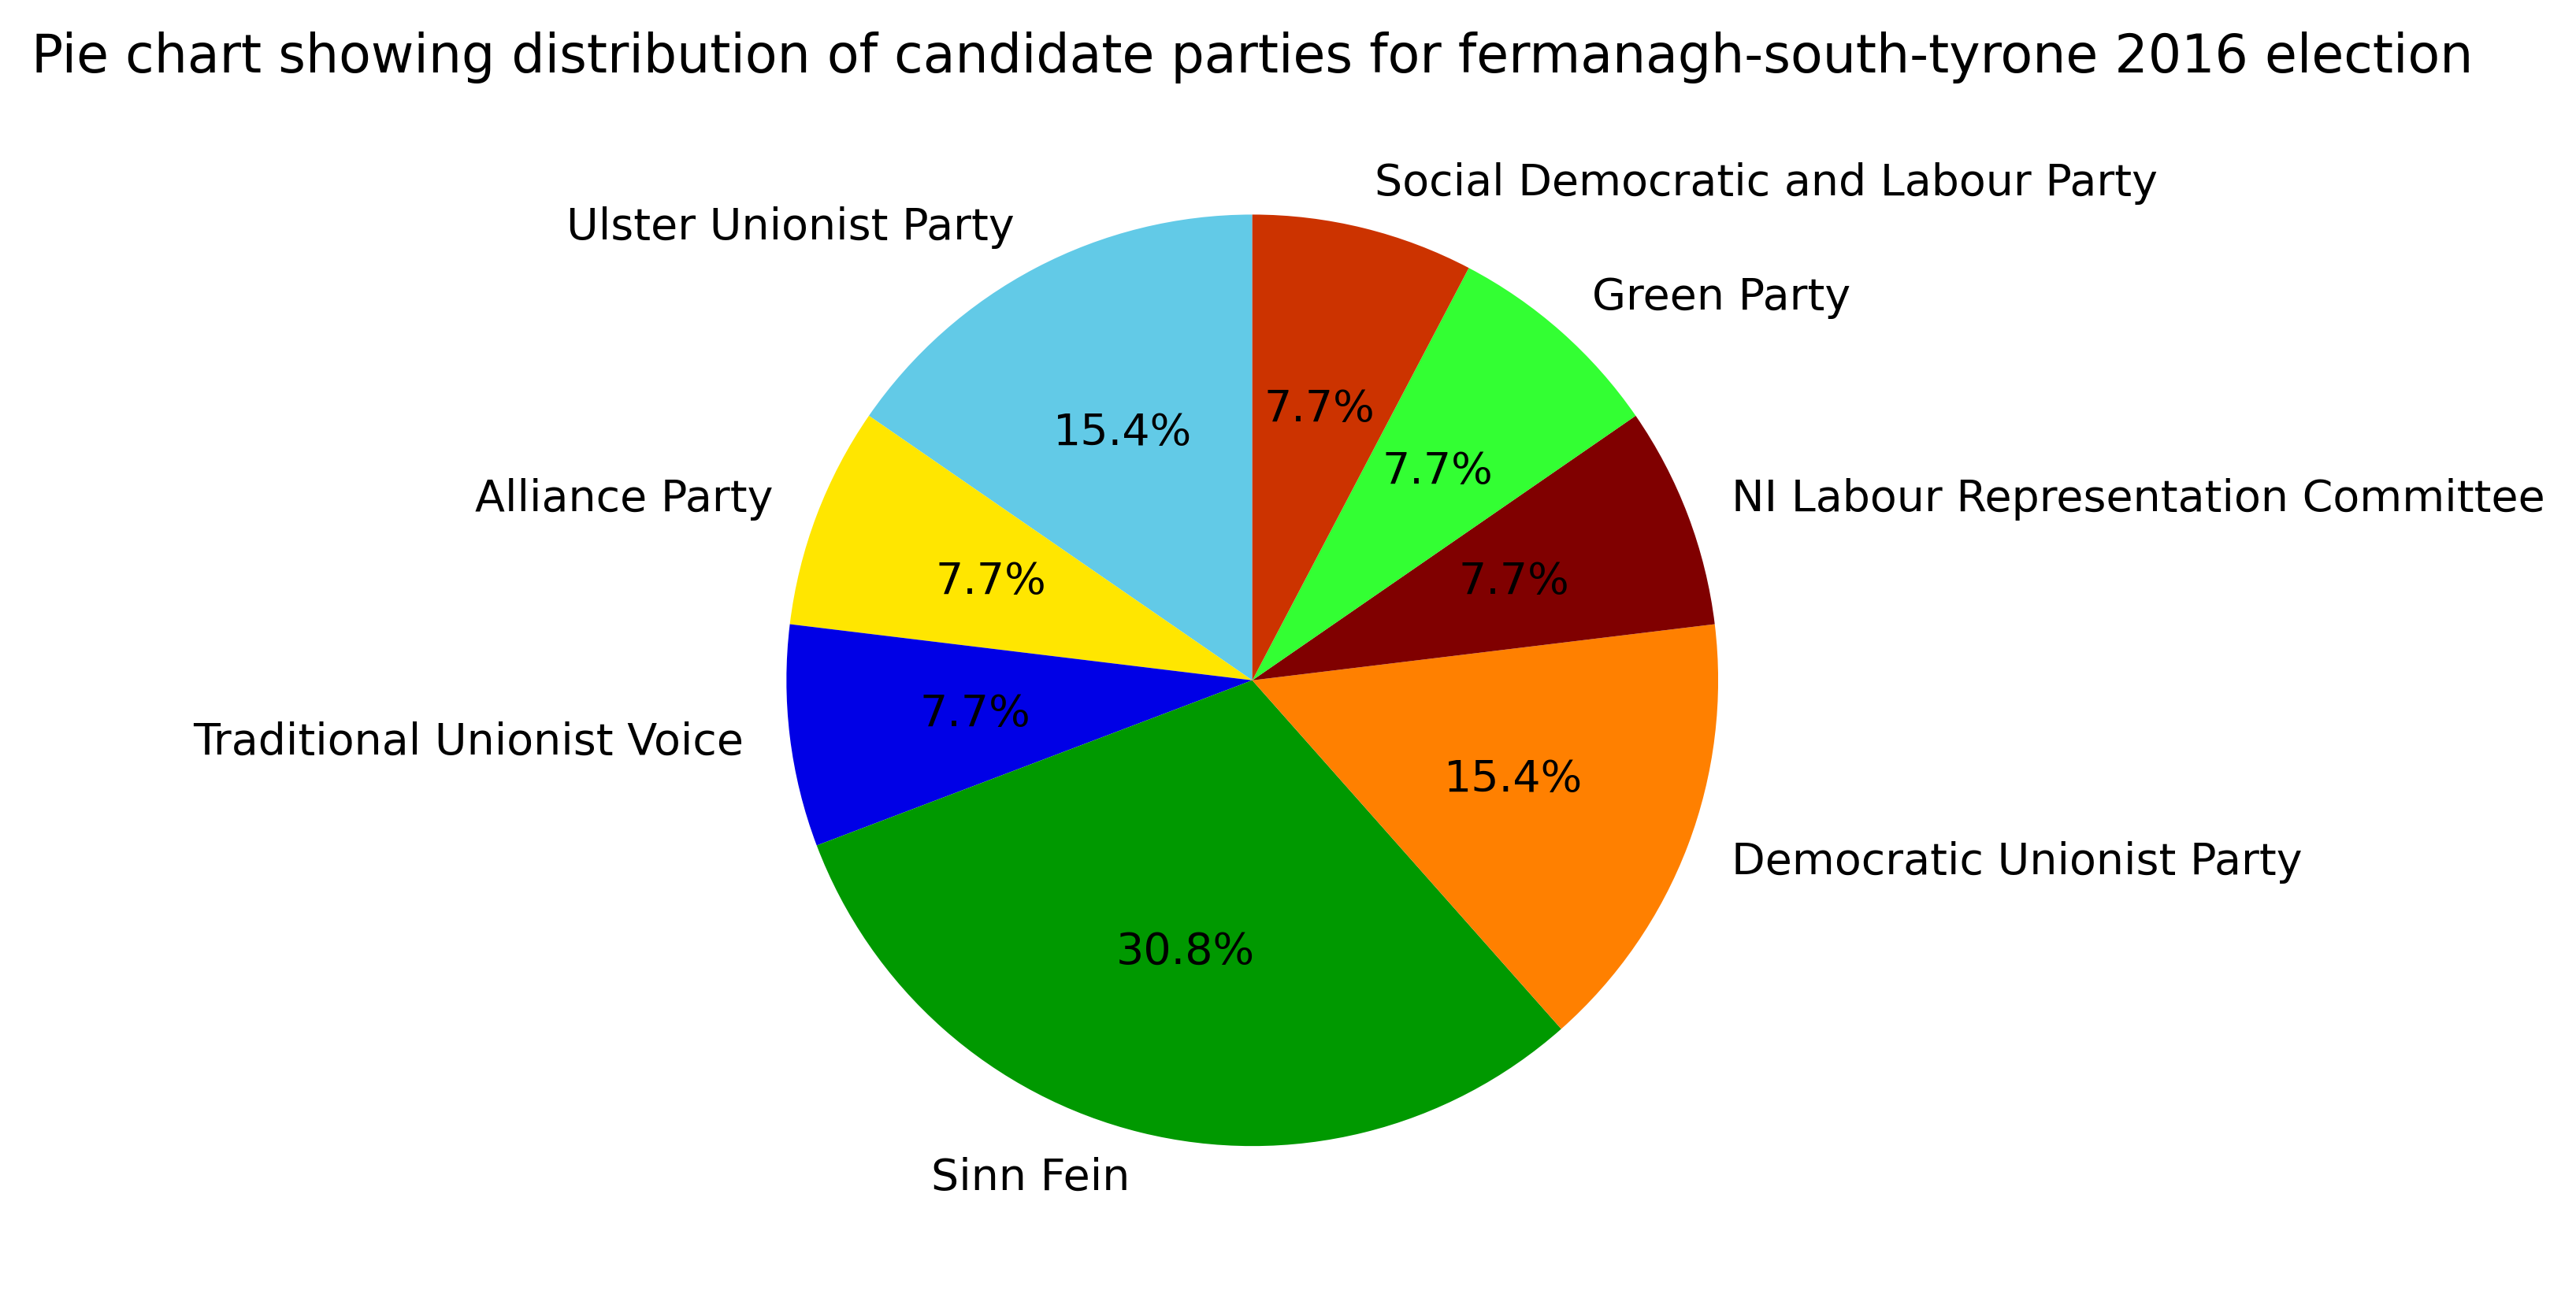 Pie chart showing distribution of candidate parties for fermanagh-south-tyrone 2016 election
Social Democratic and Labour Party
Ulster Unionist Party
Green Party
7.7%
15.4%
7.7%
Alliance Party
NI Labour Representation Committee
7.7%
7.7%
7.7%
Traditional Unionist Voice
15.4%
Democratic Unionist Party
30.8%
Sinn Fein